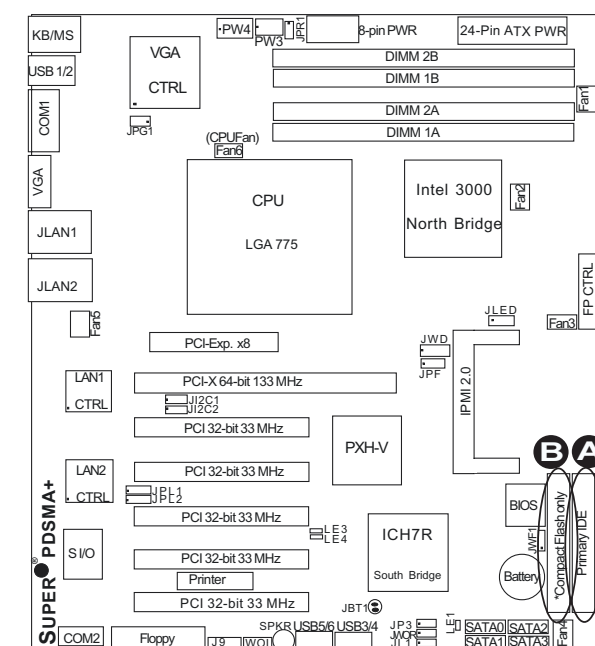 KB/MS
PW4
PW3
JPR1
8-pin PWR
24-Pin ATX PWR
VGA
CTRL
USB 1/2
DIMM 2B
DIMM 1B
Fan1
COM1
DIMM 2A
JPG1
DIMM 1A
(CPUFan)
Fan6
VGA
CPU
LGA 775
Intel 3000
North Bridge
Fan2
JLAN1
JLAN2
FP CTRL
Fan5
JLED
Fan3
PCI-Exp. x8
JWD
JPF
IPMI 2.0
LAN1
CTRL
PCI-X 64-bit 133 MHz
JI2C1
JI2C2
PCI 32-bit 33 MHz
PXH-V
B
A
LAN2
CTRL
PCI 32-bit 33 MHz
JPL1
JPL2
BIOS
*Compact Flash only
Primary IDE
PCI 32-bit 33 MHz
LE3
LE4
ICH7R
South Bridge
JWF1
S I/O
PCI 32-bit 33 MHz
Battery
Printer
PCI 32-bit 33 MHz
JBT1
SUPER® PDSMA+
COM2
Floppy
J9
WOL
SPKR
USB5/6
USB3/4
JP3
JWOR
JL1
LE1
SATA0
SATA2
SATA1
SATA3
Fan4